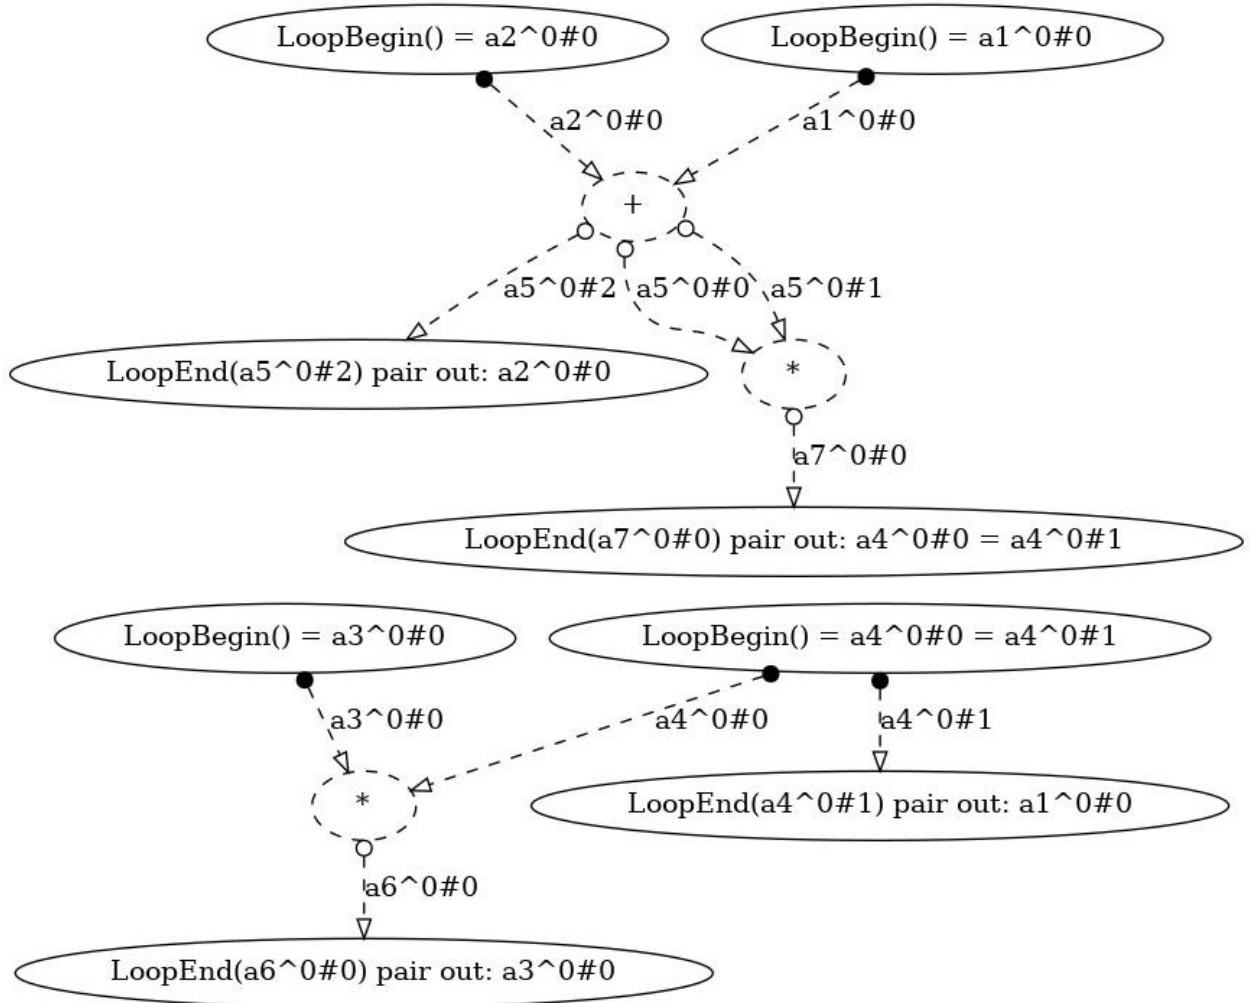 LoopBegin() = a2^0#0
LoopBegin() = a1^0#0
a2^0#0
a1^0#0
+
a5^0#2
a5^0#0
a5^0#1
LoopEnd(a5^0#2) pair out: a2^0#0
*
a7^0#0
LoopEnd(a7^0#0) pair out: a4^0#0 = a4^0#1
LoopBegin() = a3^0#0
LoopBegin() = a4^0#0 = a4^0#1
a3^0#0
a4^0#0
a4^0#1
*
LoopEnd(a4^0#1) pair out: a1^0#0
a6^0#0
LoopEnd(a6^0#0) pair out: a3^0#0